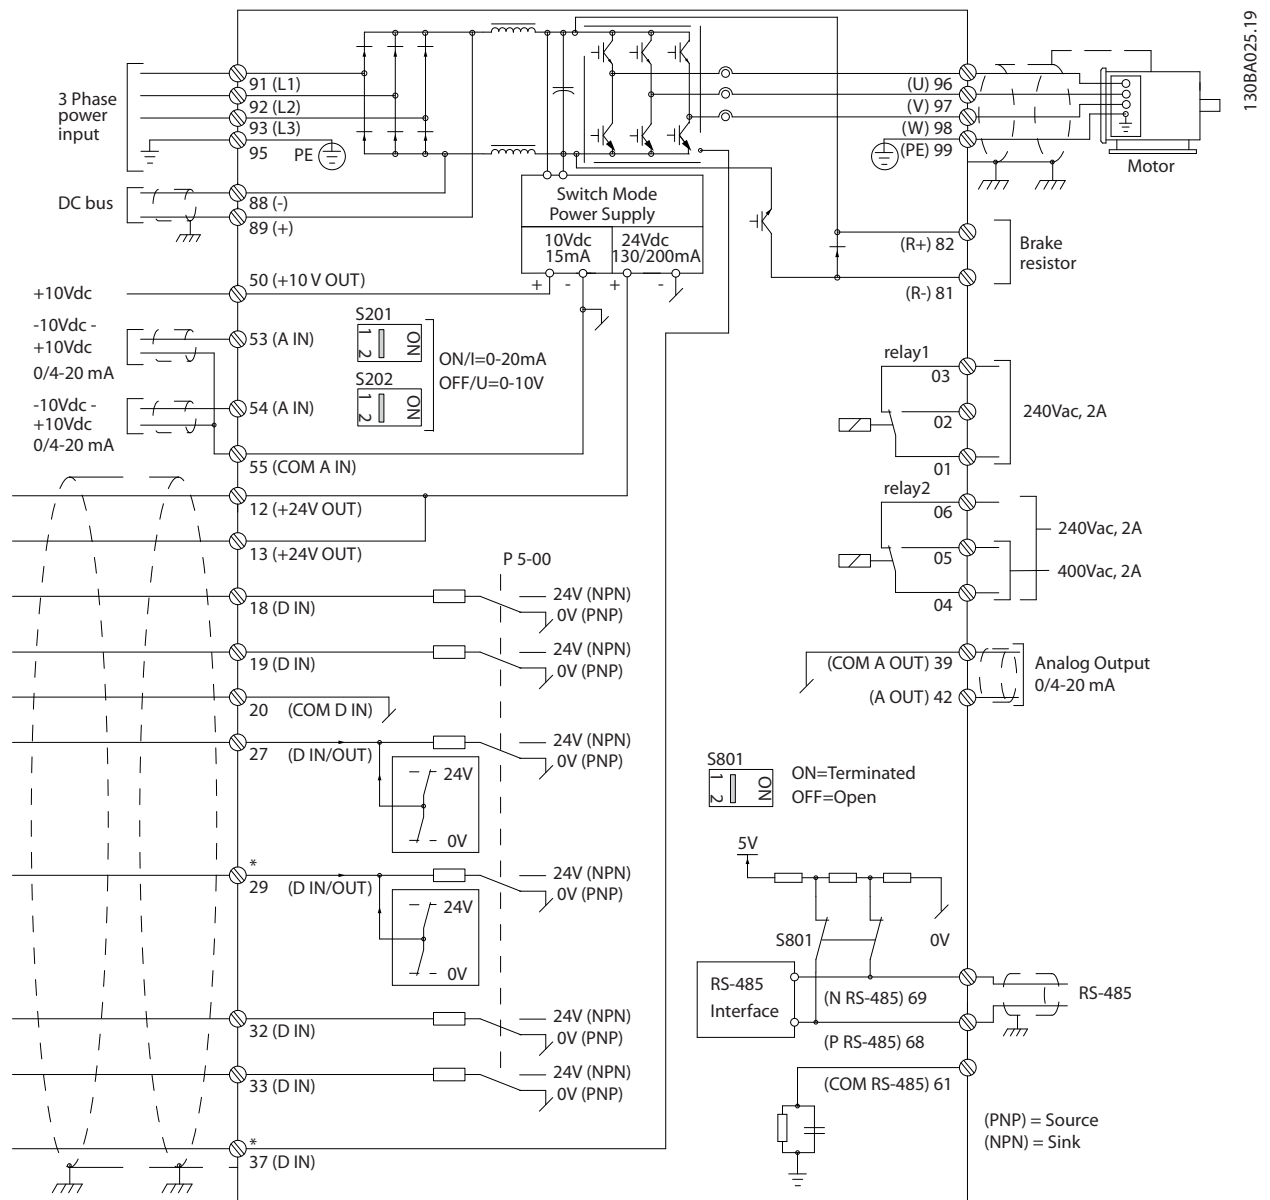 130BA025.19
3 Phase
power
input
91 (L1)
92 (L2)
93 (L3)
95
PE
DC bus
88 (-)
89 (+)
+10Vdc
50 (+10 V OUT)
-10Vdc -
+10Vdc
0/4-20 mA
53 (A IN)
-10Vdc -
+10Vdc
0/4-20 mA
54 (A IN)
55 (COM A IN)
12 (+24V OUT)
13 (+24V OUT)
18 (D IN)
19 (D IN)
20 (COM D IN)
27 (D IN/OUT)
24V
0V
*
29 (D IN/OUT)
24V
0V
32 (D IN)
33 (D IN)
*
37 (D IN)
S201
1
2
ON
S202
1
2
ON
ON/I=0-20mA
OFF/U=0-10V
P 5-00
24V (NPN)
0V (PNP)
24V (NPN)
0V (PNP)
24V (NPN)
0V (PNP)
24V (NPN)
0V (PNP)
24V (NPN)
0V (PNP)
24V (NPN)
0V (PNP)
Switch Mode
Power Supply
10Vdc
15mA
24Vdc
130/200mA
+ - + -
(U) 96
(V) 97
(W) 98
(PE) 99
Motor
(R+) 82
(R-) 81
Brake
resistor
relay1
03
02
01
240Vac, 2A
relay2
06
05
04
240Vac, 2A
400Vac, 2A
(COM A OUT) 39
(A OUT) 42
Analog Output
0/4-20 mA
S801
1
2
ON
ON=Terminated
OFF=Open
5V
S801
0V
RS-485
Interface
(N RS-485) 69
(P RS-485) 68
(COM RS-485) 61
RS-485
(PNP) = Source
(NPN) = Sink